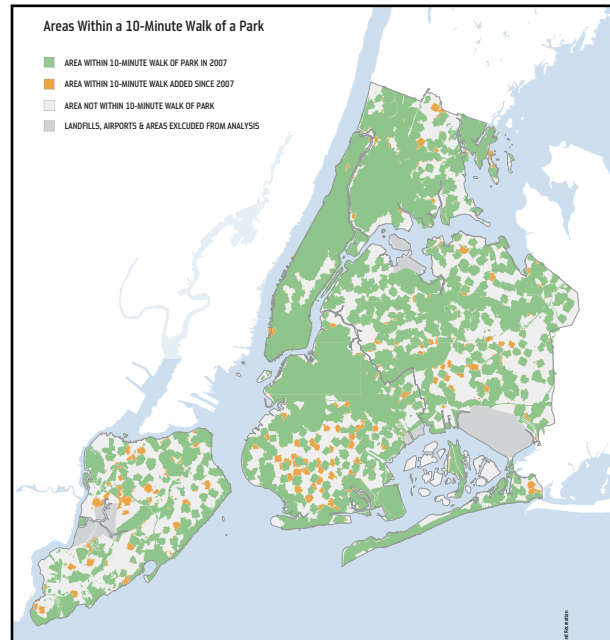 Areas Within a 10-Minute Walk of a Park
AREA WITHIN 10-MINUTE WALK OF PARK IN 2007
AREA WITHIN 10-MINUTE WALK ADDED SINCE 2007
AREA NOT WITHIN 10-MINUTE WALK OF PARK
LANDFILLS, AIRPORTS & AREAS EXLCUDED FROM ANALYSIS
nd Recreation